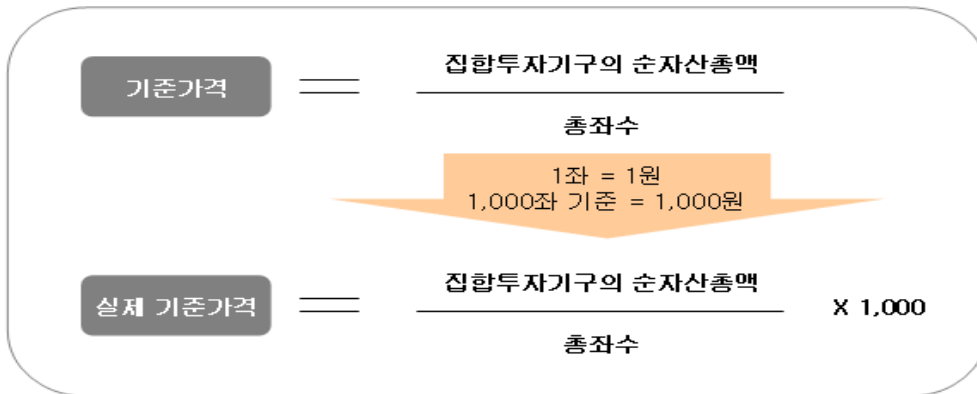 집합투자기구의 순자산총액
기준가격
총좌수
1좌 = 1원
1,000좌 기준 = 1,000원
집합투자기구의 순자산총액
실제 기준가격
X 1,000
총좌수